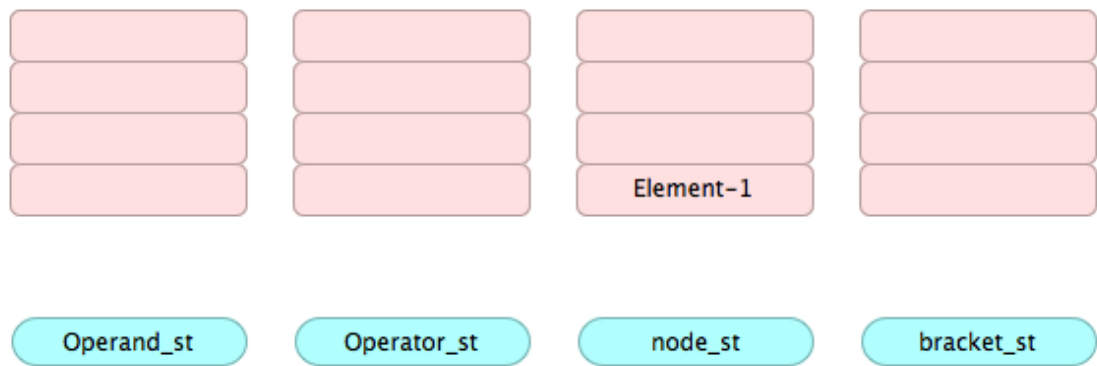 Element-1
Operand_st
Operator_st
node_st
bracket_st